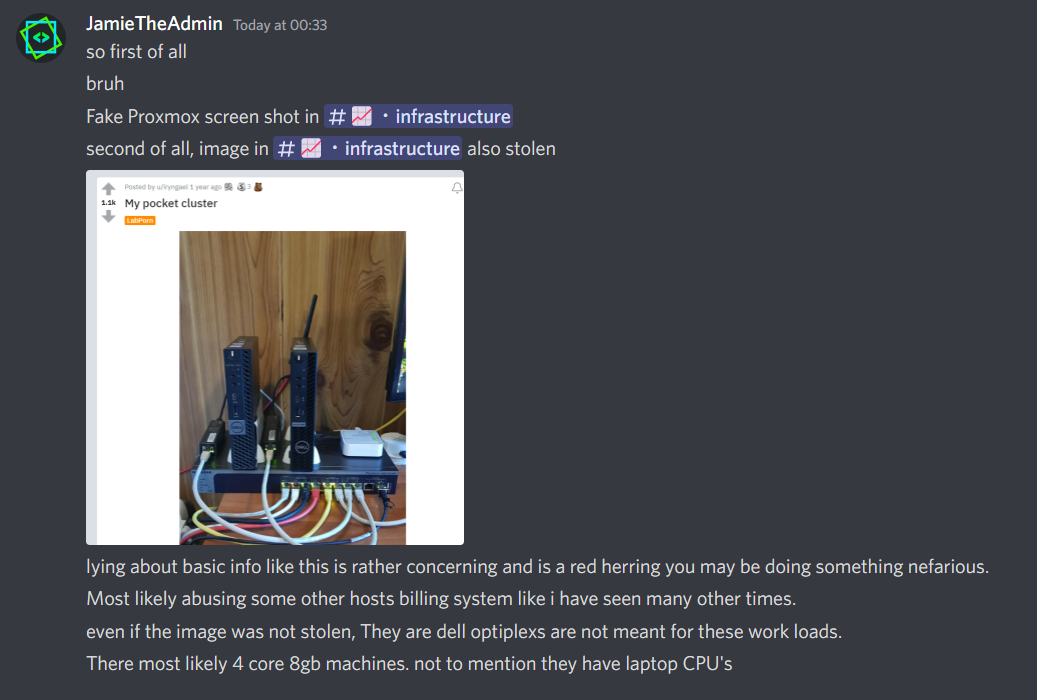 JamieTheAdmin Today at 00:33
so first of all
bruh
Fake Proxmox screen shot in # 📈 ・infrastructure
second of all, image in # 📈 ・infrastructure also stolen
Posted by u/iryngael 1 year ago 3
1.1k My pocket cluster
LabPorn
DELL
lying about basic info like this is rather concerning and is a red herring you may be doing something nefarious.
Most likely abusing some other hosts billing system like i have seen many other times.
even if the image was not stolen, They are dell optiplexs are not meant for these work loads.
There most likely 4 core 8gb machines. not to mention they have laptop CPU's